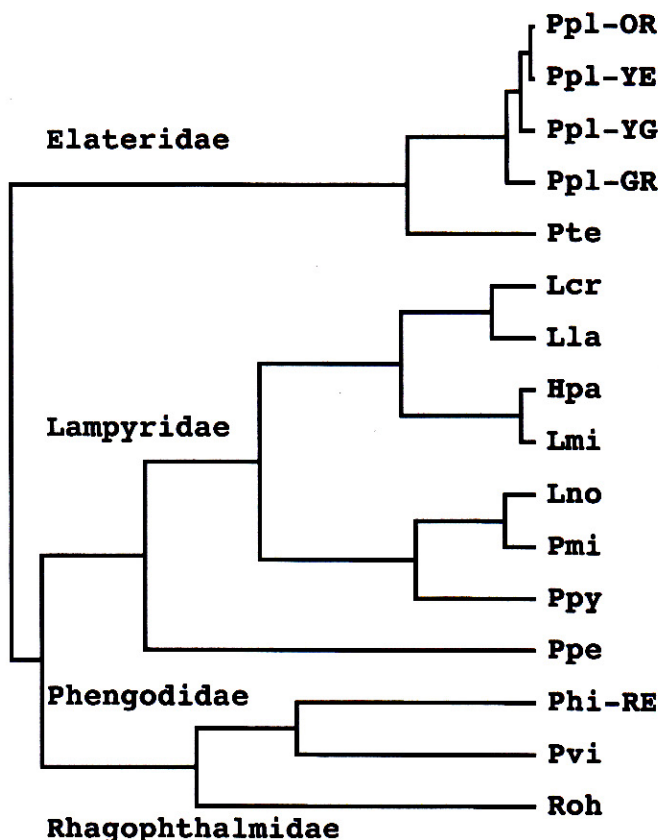 Ppl-OR
Ppl-YE
Ppl-YG
Elateridae
Ppl-GR
Pte
Lcr
Lla
Hpa
Lampyridae
Lmi
Lno
Pmi
Ppy
Ppe
Phengodidae
Phi-RE
Pvi
Roh
Rhagophthalmidae